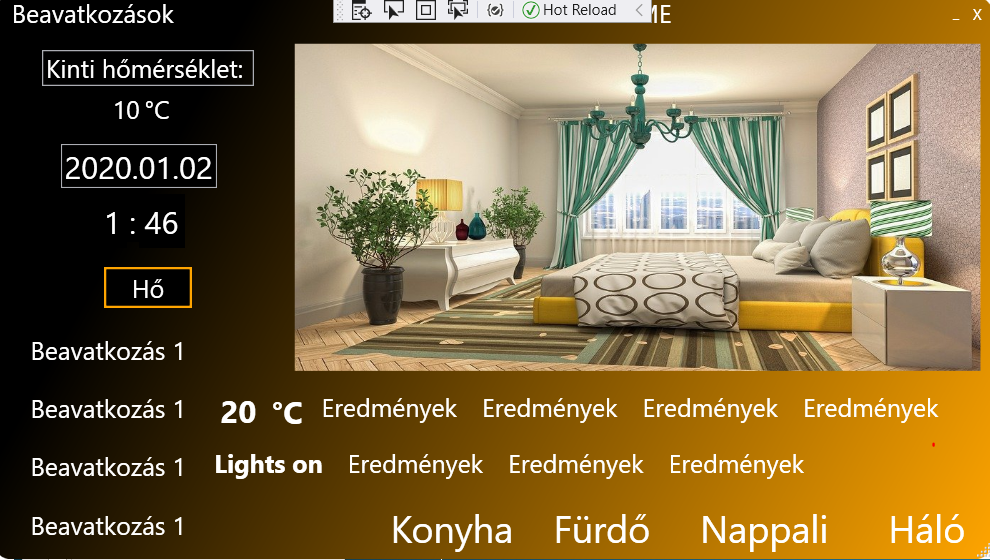 Beavatkozások
Hot Reload
ME
_ X
Kinti hőmérséklet:
10 °C
2020.01.02
1 : 46
Hő
Beavatkozás 1
Beavatkozás 1
20 °C Eredmények Eredmények Eredmények Eredmények
Beavatkozás 1
Lights on Eredmények Eredmények Eredmények
Beavatkozás 1
Konyha Fürdő Nappali Háló